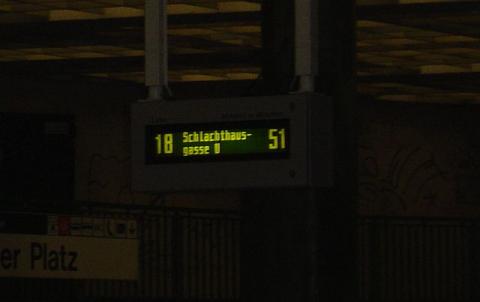 18 Schlachthaus- 51
gasse U
er Platz